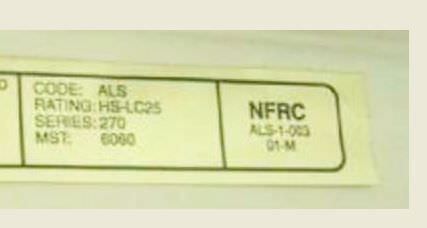 CODE: ALS
RATING: HS-LC25
SERIES: 270
MST: 6060
NFRC
ALS-1-003
01-M